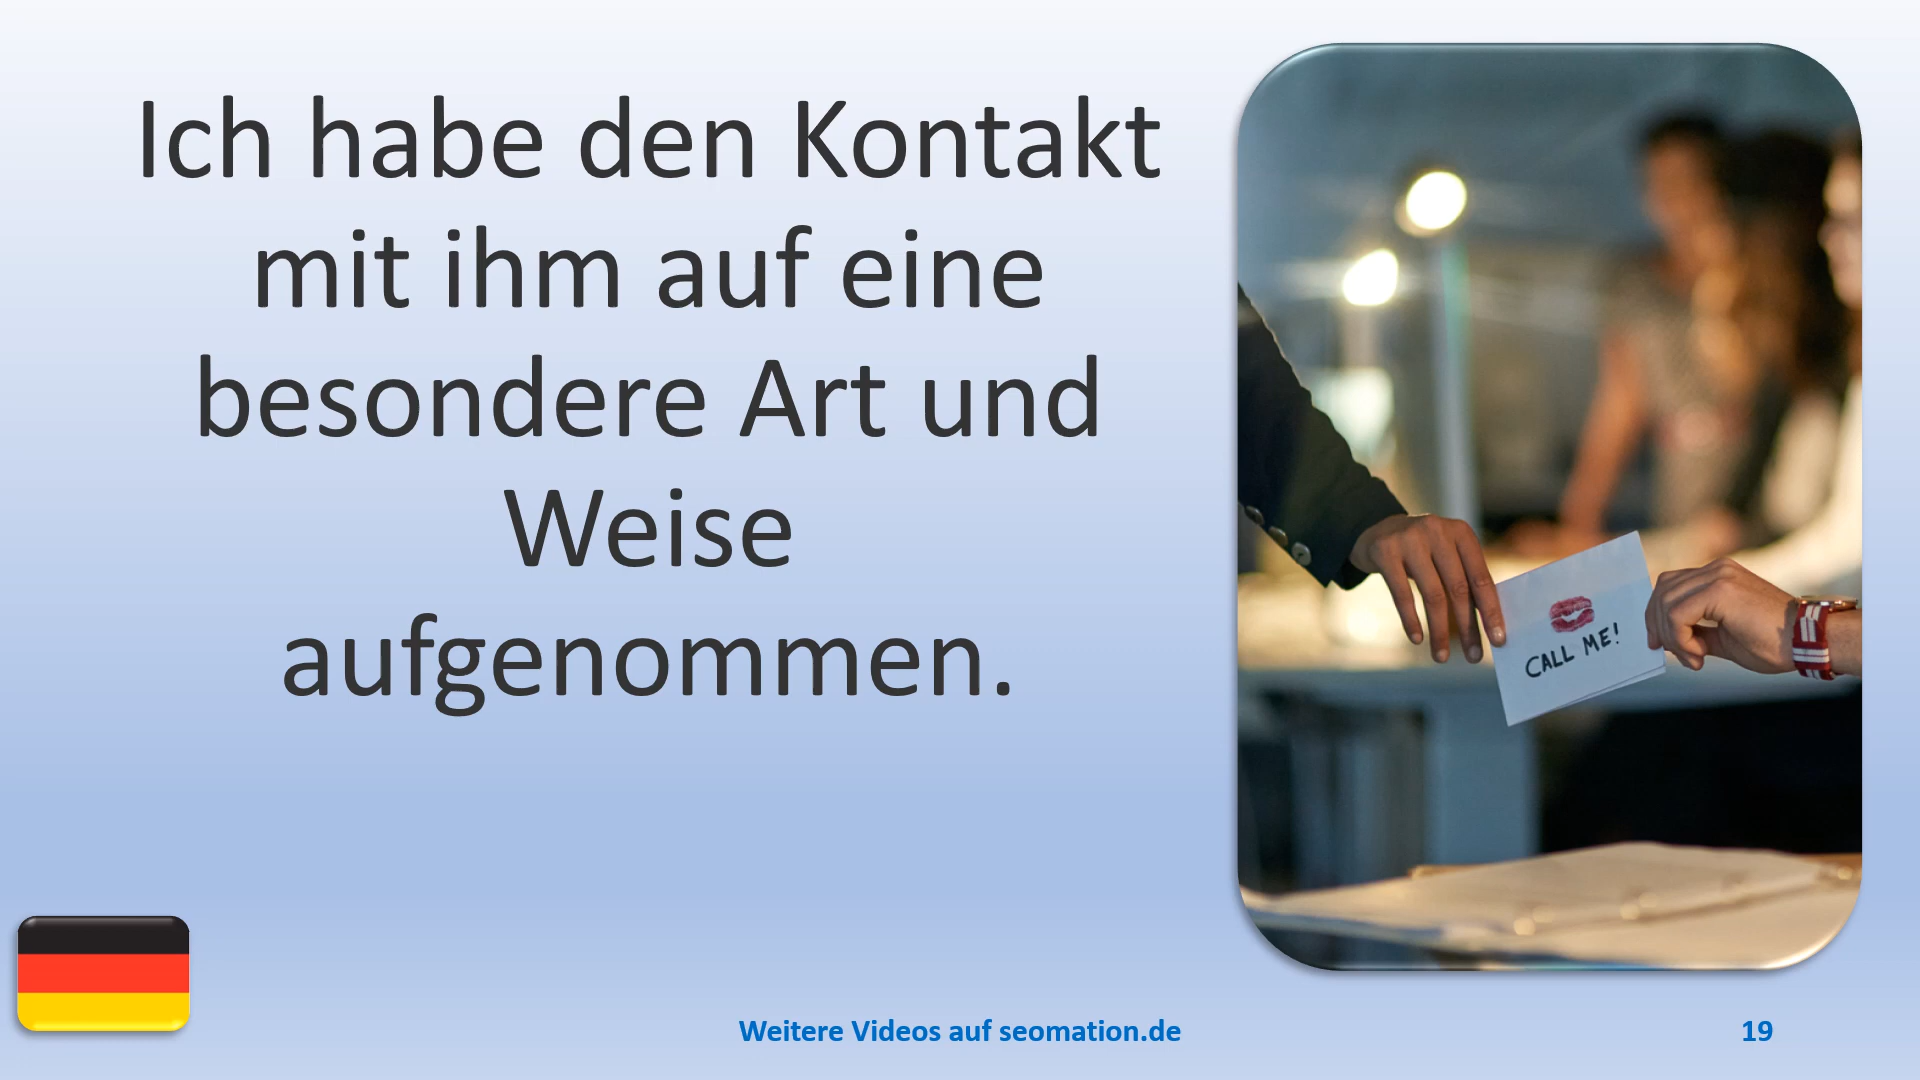 Ich habe den Kontakt
mit ihm auf eine
besondere Art und
Weise
aufgenommen.
CALL ME!
Weitere Videos auf seomation.de
19